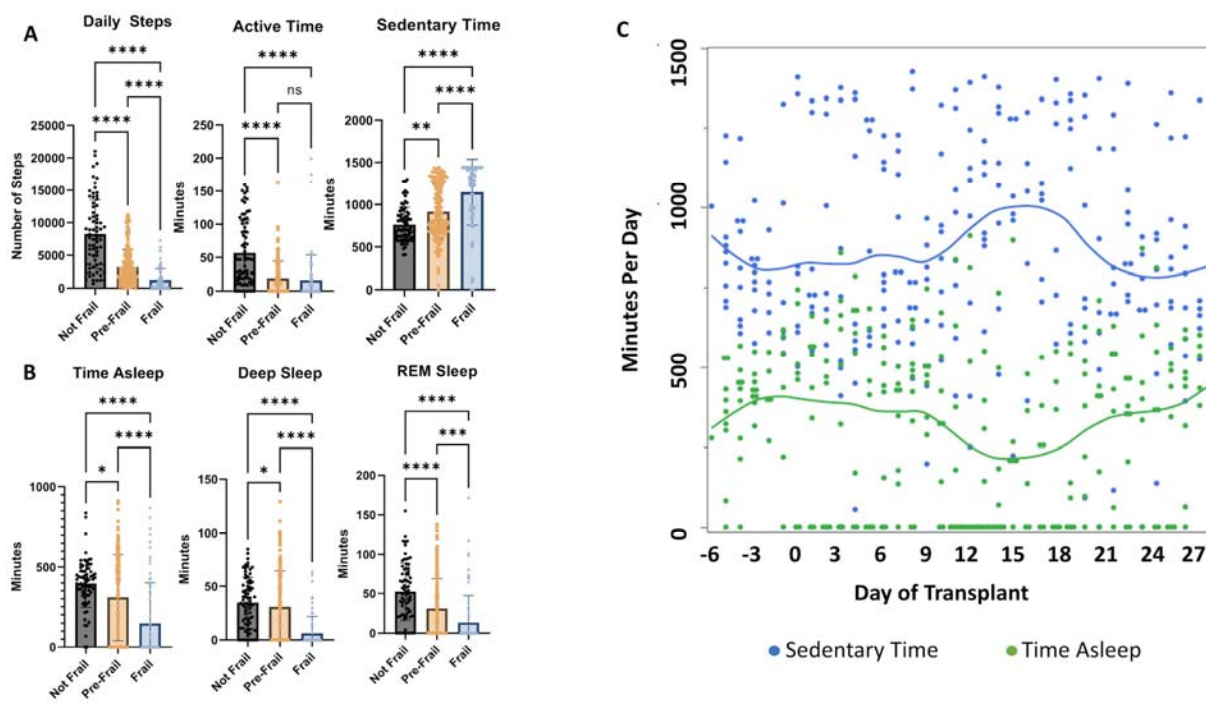 A
Daily Steps
Active Time
Sedentary Time
****
****
****
****
ns
****
****
****
**
Number of Steps
25000
20000
15000
10000
5000
0
Not Frail
Pre-Frail
Frail
Minutes
250
200
150
100
50
0
Not Frail
Pre-Frail
Frail
Minutes
2000
1500
1000
500
0
Not Frail
Pre-Frail
Frail
B
Time Asleep
Deep Sleep
REM Sleep
****
****
****
****
****
***
*
*
****
Minutes
1000
500
0
Not Frail
Pre-Frail
Frail
Minutes
150
100
50
0
Not Frail
Pre-Frail
Frail
Minutes
200
150
100
50
0
Not Frail
Pre-Frail
Frail
C
Minutes Per Day
1500
1000
500
0
-6 -3 0 3 6 9 12 15 18 21 24 27
Day of Transplant
Sedentary Time
Time Asleep